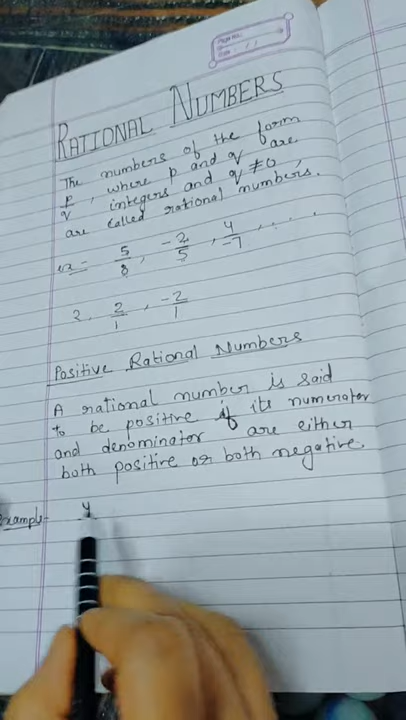 RATIONAL NUMBERS
The numbers of the form
p/q, where p and q are
integers and q ≠ 0,
are called rational numbers.
ex - 5/8, -2/5, 4/-7, . . . .
2, 2/1, -2/1
Positive Rational Numbers
A rational number is said
to be positive if its numerator
and denominator are either
both positive or both negative.
Example-